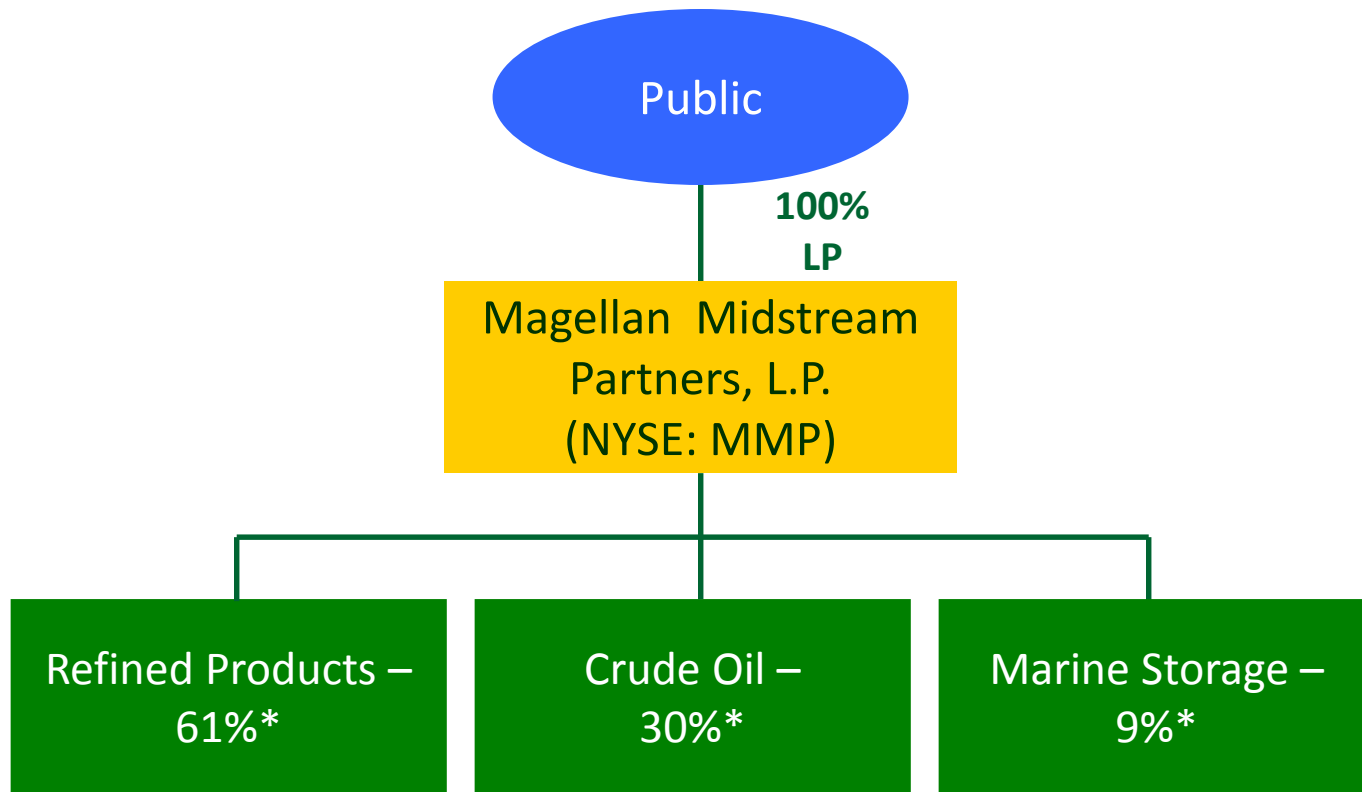 Public
100%
LP
Magellan Midstream
Partners, L.P.
(NYSE: MMP)
Refined Products –
61%*
Crude Oil –
30%*
Marine Storage –
9%*